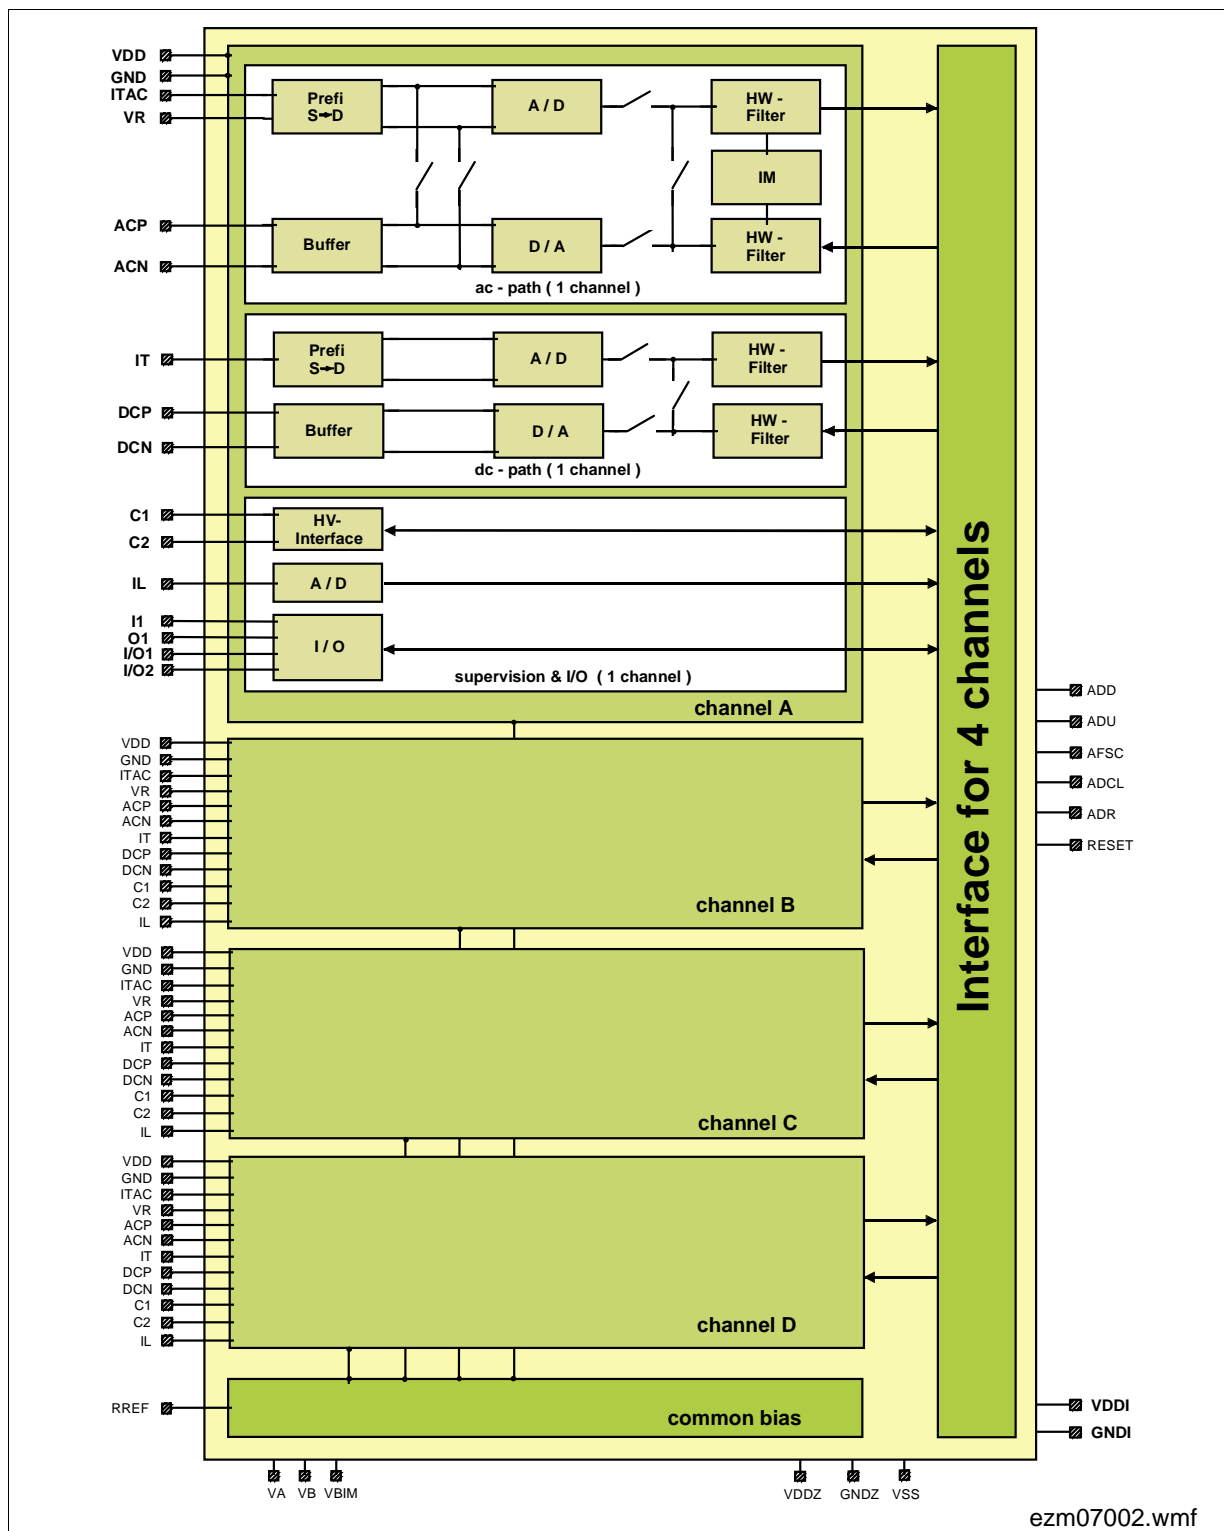 VDD
GND
ITAC
VR
Prefi
S→D
A / D
HW -
Filter
IM
ACP
ACN
Buffer
D / A
HW -
Filter
ac - path ( 1 channel )
IT
Prefi
S→D
A / D
HW -
Filter
DCP
DCN
Buffer
D / A
HW -
Filter
dc - path ( 1 channel )
C1
C2
HV-
Interface
IL
A / D
I1
O1
I/O1
I/O2
I / O
supervision & I/O ( 1 channel )
channel A
Interface for 4 channels
ADD
ADU
AFSC
ADCL
ADR
RESET
VDD
GND
ITAC
VR
ACP
ACN
IT
DCP
DCN
C1
C2
IL
channel B
VDD
GND
ITAC
VR
ACP
ACN
IT
DCP
DCN
C1
C2
IL
channel C
VDD
GND
ITAC
VR
ACP
ACN
IT
DCP
DCN
C1
C2
IL
channel D
RREF
common bias
VDDI
GNDI
VA
VB
VBIM
VDDZ
GNDZ
VSS
ezm07002.wmf